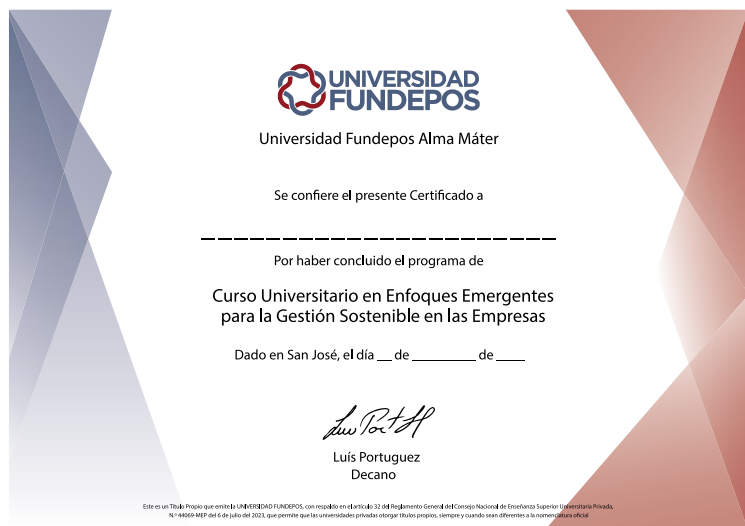 UNIVERSIDAD
FUNDEPOS
Universidad Fundepos Alma Máter
Se confiere el presente Certificado a
Por haber concluido el programa de
Curso Universitario en Enfoques Emergentes
para la Gestión Sostenible en las Empresas
Dado en San José, el día __ de _________ de ____
Luís Portuguez
Decano
Este es un Título Propio que emite la UNIVERSIDAD FUNDEPOS, con respaldo en el artículo 32 del Reglamento General del Consejo Nacional de Enseñanza Superior Universitaria Privada,
N.º 44069-MEP del 6 de julio del 2023, que permite que las universidades privadas otorgar títulos propios, siempre y cuando sean diferentes a la nomenclatura oficial